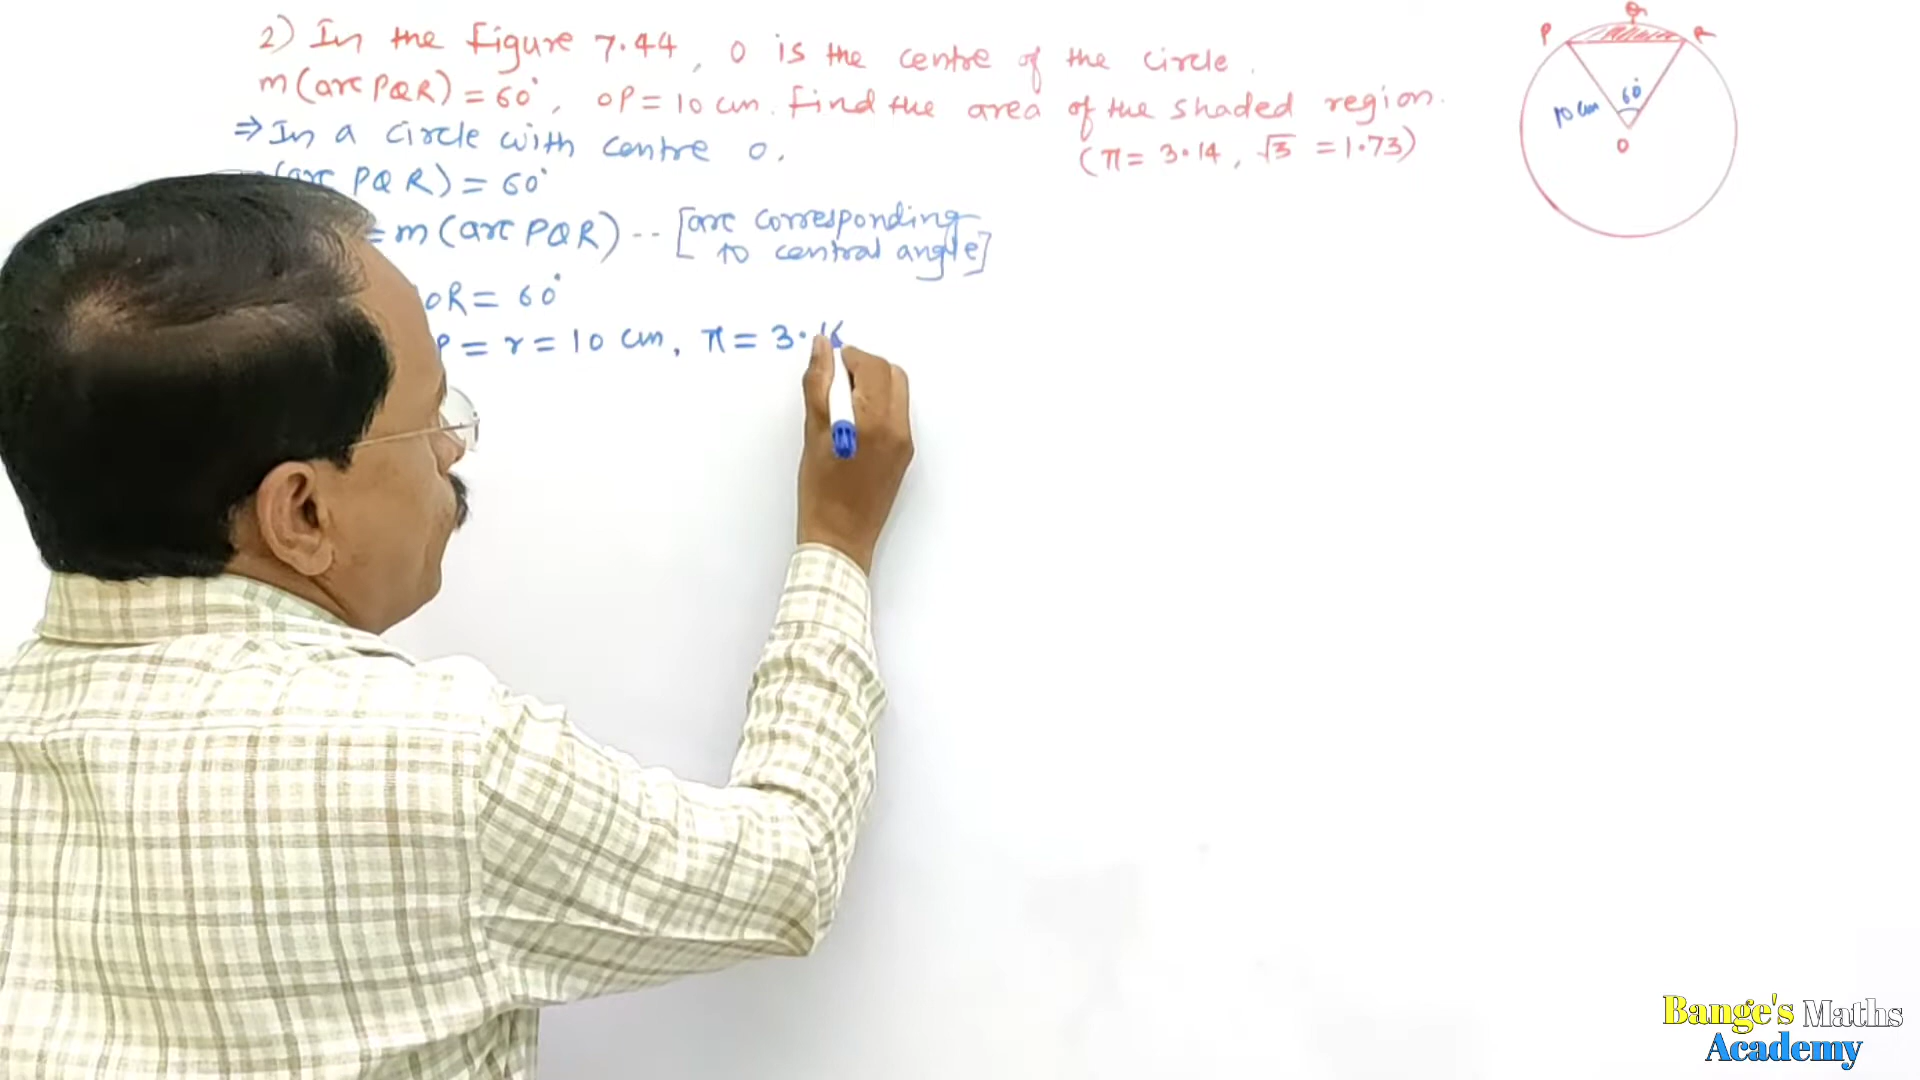 2) In the figure 7.44, O is the centre of the circle.
m(arc PQR) = 60°, OP = 10 cm. Find the area of the shaded region.
(π = 3.14, √3 = 1.73)
⇒ In a circle with centre O,
PQR) = 60°
= m(arc PQR) -- [arc corresponding
to central angle]
OR = 60°
P = r = 10 cm, π = 3.1
P
Q
R
10 cm
60°
O
Bange's Maths
Academy